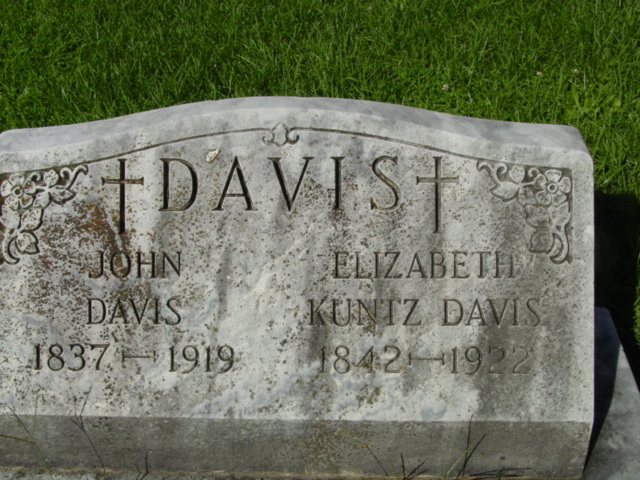 DAVIS
JOHN
DAVIS
1837 – 1919
ELIZABETH
KUNTZ DAVIS
1842 – 1922